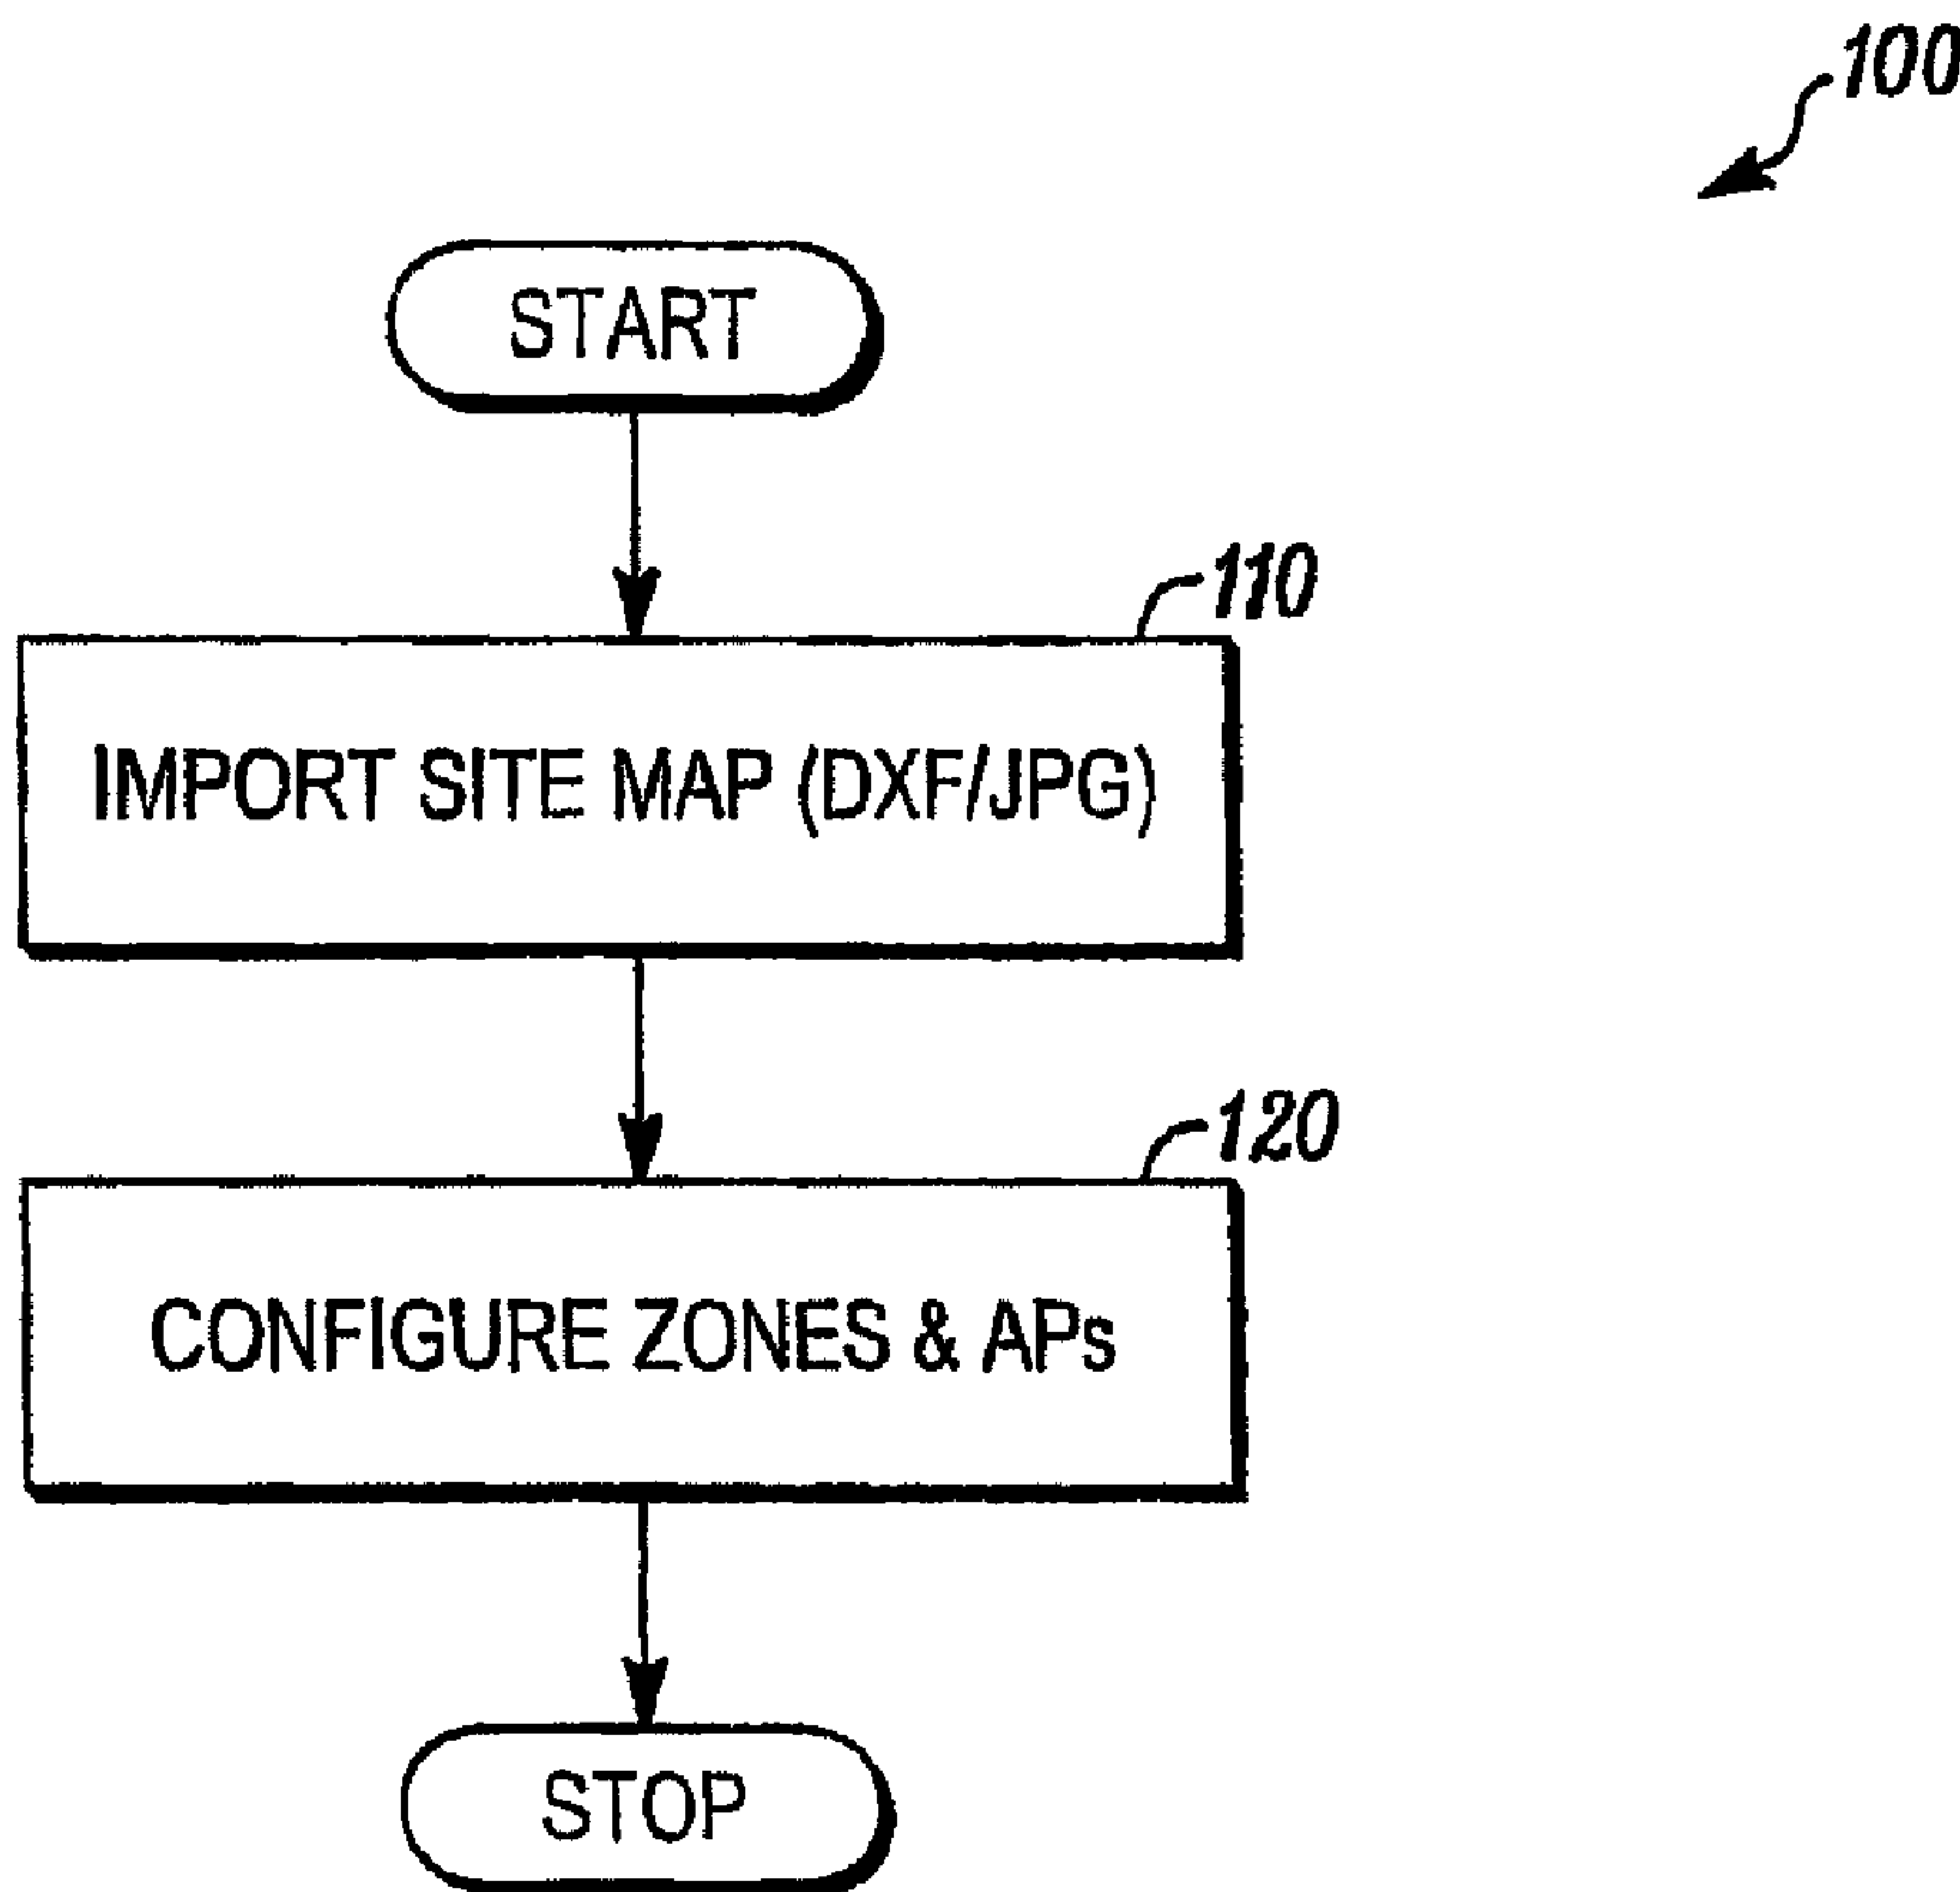 100
START
110
IMPORT SITE MAP (DXF/JPG)
120
CONFIGURE ZONES & APs
STOP